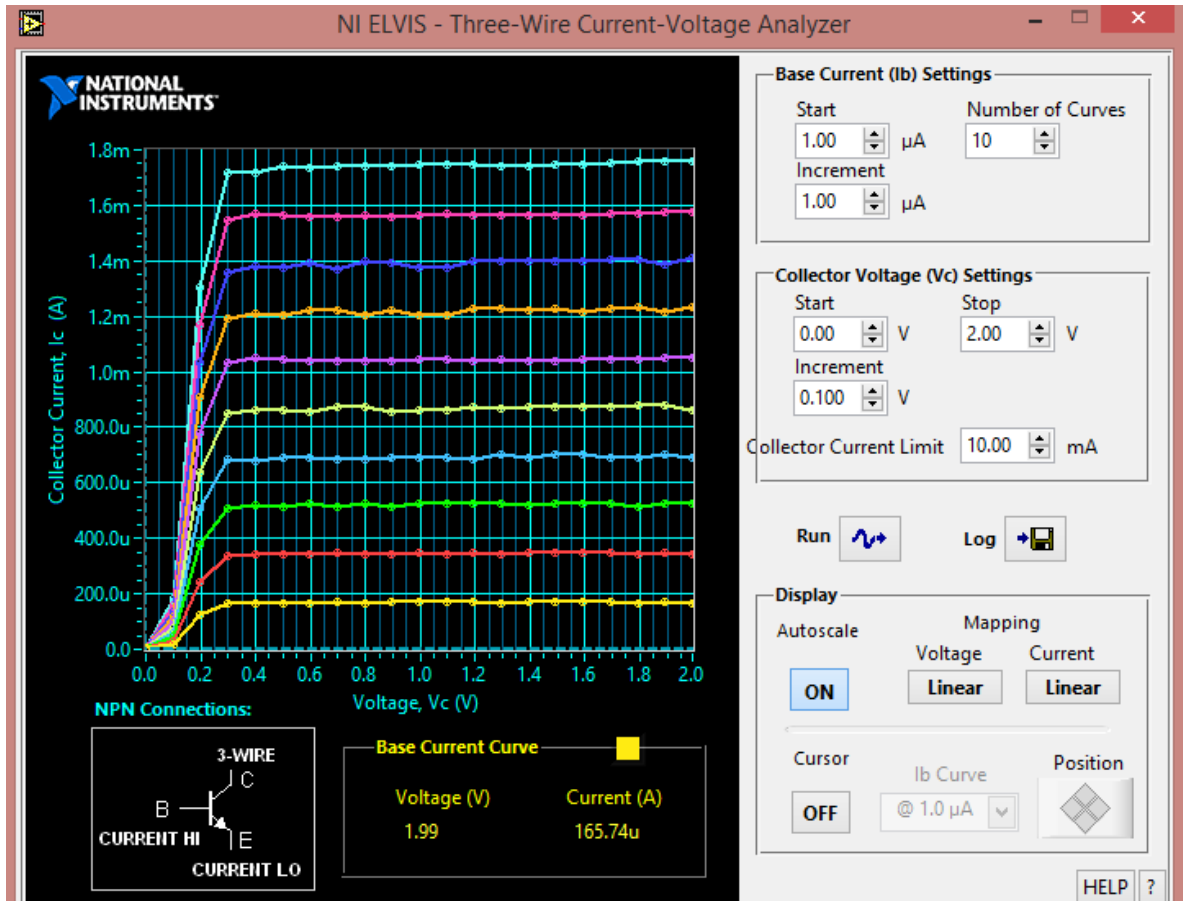 NI ELVIS - Three-Wire Current-Voltage Analyzer
NATIONAL
INSTRUMENTS
1.8m
1.6m
1.4m
1.2m
1.0m
800.0u
600.0u
400.0u
200.0u
0.0
Collector Current, Ic (A)
0.0 0.2 0.4 0.6 0.8 1.0 1.2 1.4 1.6 1.8 2.0
Voltage, Vc (V)
NPN Connections:
3-WIRE
C
B
E
CURRENT HI
CURRENT LO
Base Current Curve
Voltage (V) Current (A)
1.99 165.74u
Base Current (Ib) Settings
Start Number of Curves
1.00 µA 10
Increment
1.00 µA
Collector Voltage (Vc) Settings
Start Stop
0.00 V 2.00 V
Increment
0.100 V
Collector Current Limit 10.00 mA
Run Log
Display
Autoscale Mapping
Voltage Current
ON Linear Linear
Cursor Ib Curve Position
OFF @ 1.0 µA
HELP ?